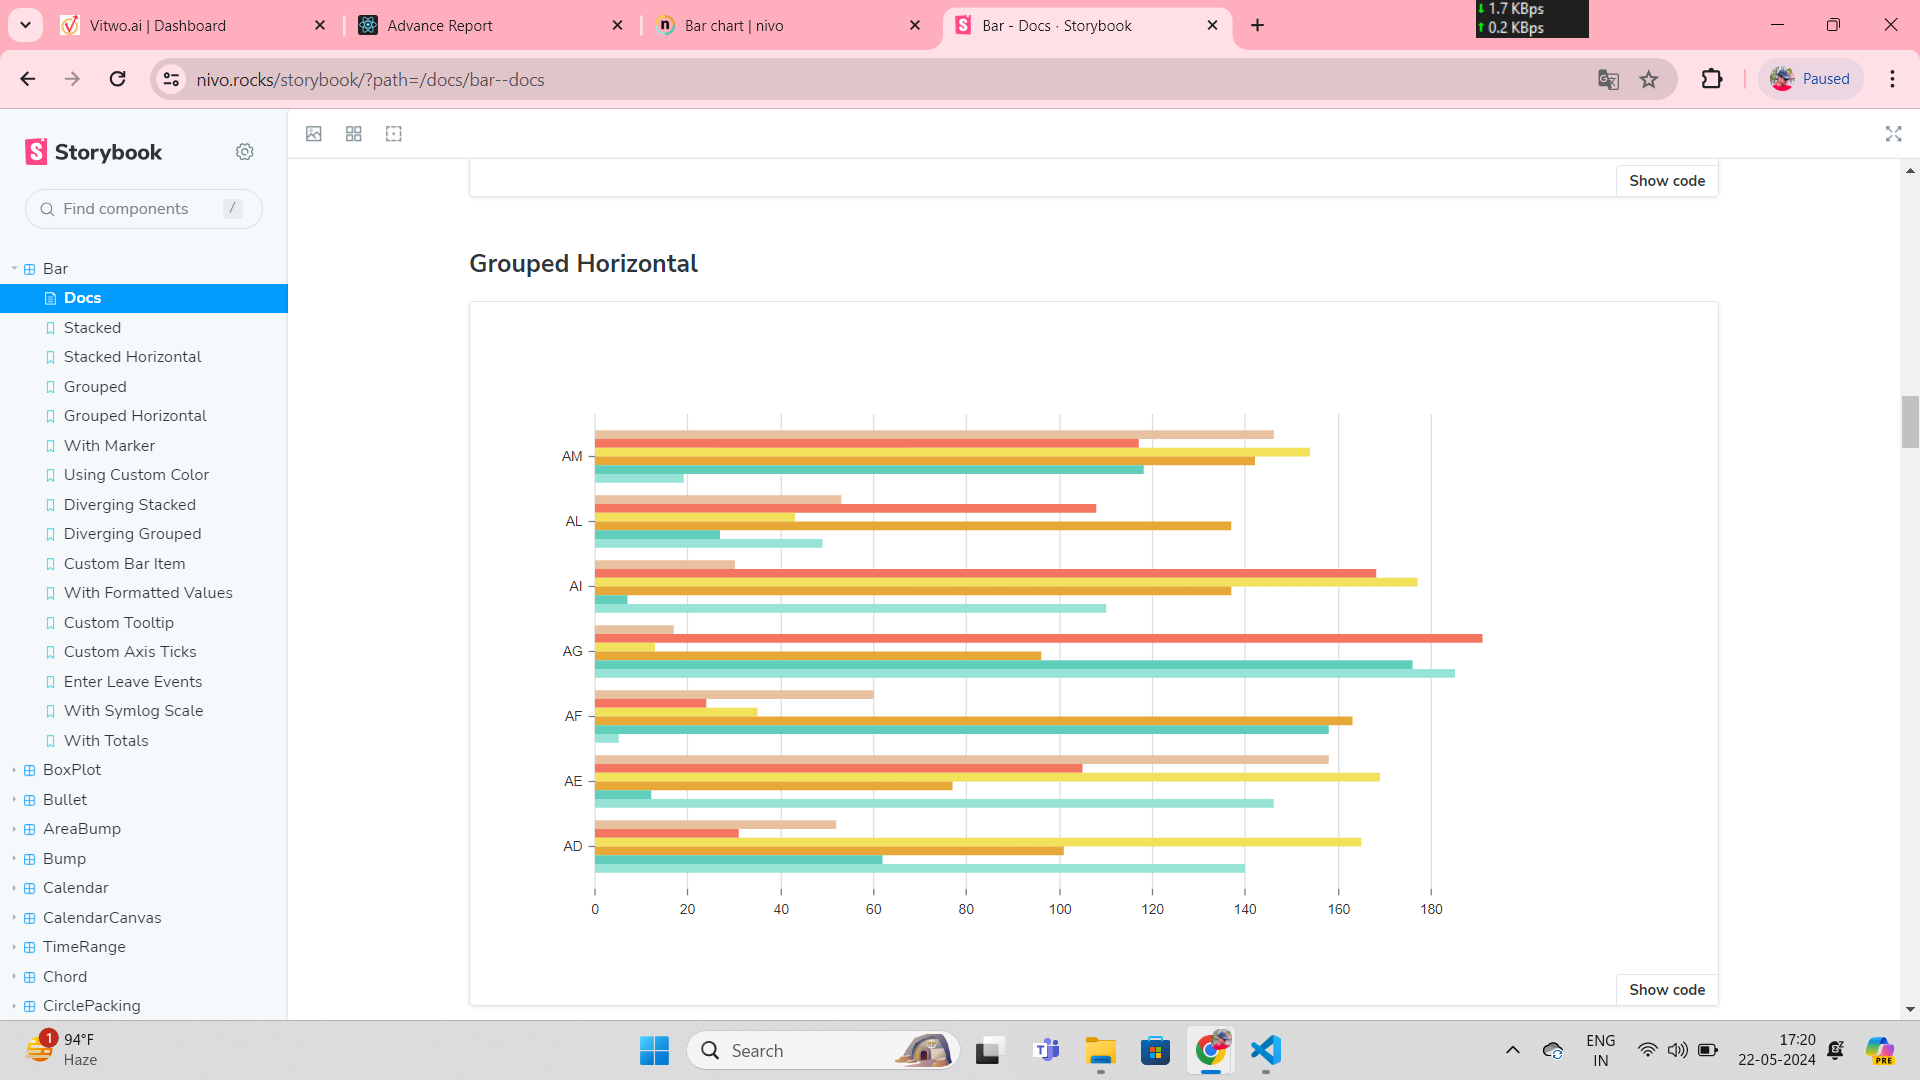 Vitwo.ai | Dashboard
Advance Report
Bar chart | nivo
Bar - Docs · Storybook
1.7 KBps
0.2 KBps
nivo.rocks/storybook/?path=/docs/bar--docs
Paused
Storybook
Find components
/
Bar
Docs
Stacked
Stacked Horizontal
Grouped
Grouped Horizontal
With Marker
Using Custom Color
Diverging Stacked
Diverging Grouped
Custom Bar Item
With Formatted Values
Custom Tooltip
Custom Axis Ticks
Enter Leave Events
With Symlog Scale
With Totals
BoxPlot
Bullet
AreaBump
Bump
Calendar
CalendarCanvas
TimeRange
Chord
CirclePacking
Show code
Grouped Horizontal
AM
AL
AI
AG
AF
AE
AD
0 20 40 60 80 100 120 140 160 180
Show code
1
94°F
Haze
Search
ENG
IN
17:20
22-05-2024
PRE